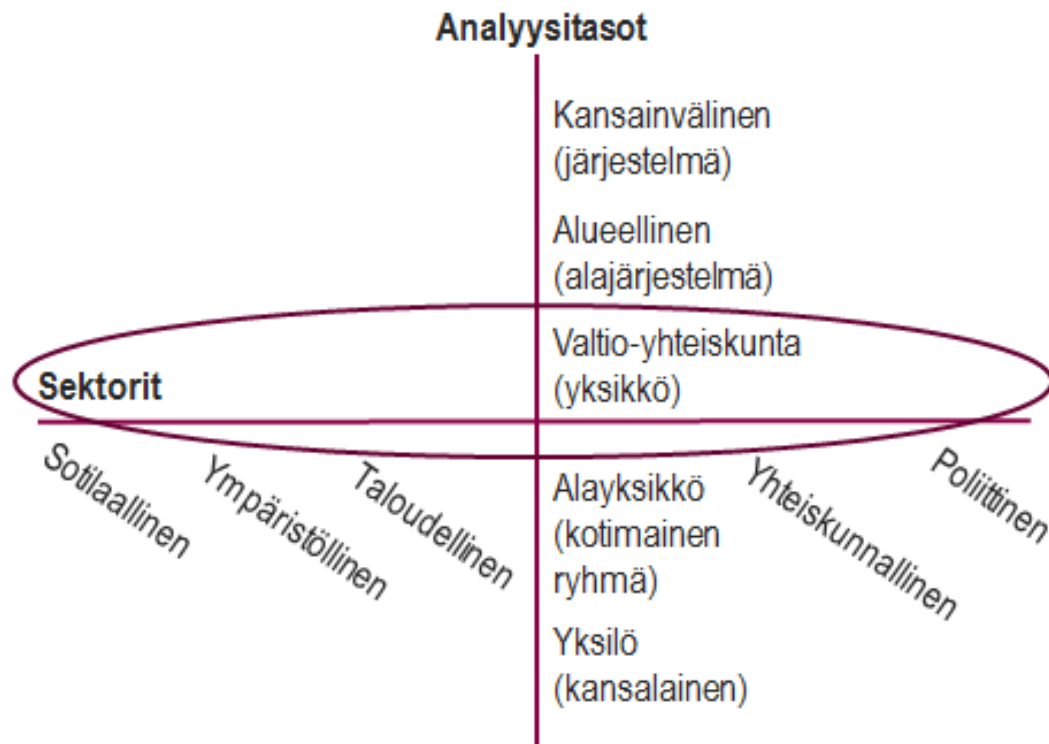 Analyysitasot
Kansainvälinen
(järjestelmä)
Alueellinen
(alajärjestelmä)
Valtio-yhteiskunta
(yksikkö)
Sektorit
Sotilaallinen
Ympäristöllinen
Taloudellinen
Alayksikkö
(kotimainen
ryhmä)
Yhteiskunnallinen
Poliittinen
Yksilö
(kansalainen)